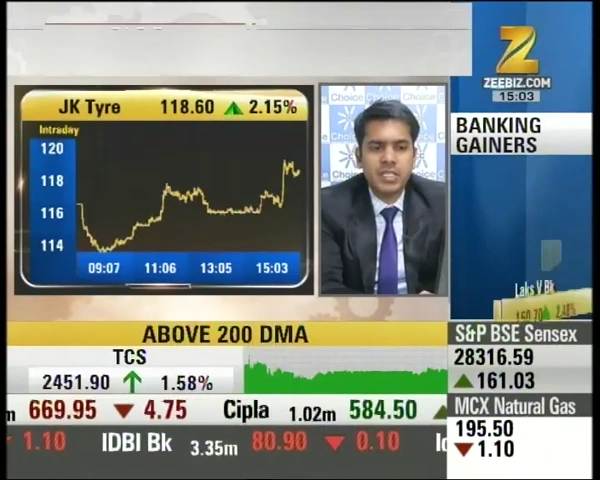 Z
ZEEBIZ.COM
15:03
JK Tyre 118.60 2.15%
Intraday
120
118
116
114
09:07 11:06 13:05 15:03
Choice
BANKING
GAINERS
Laks V Bk
ABOVE 200 DMA
TCS
2451.90 1.58%
S&P BSE Sensex
28316.59
161.03
MCX Natural Gas
195.50
1.10
m 669.95 4.75 Cipla 1.02m 584.50
1.10 IDBI Bk 3.35m 80.90 0.10